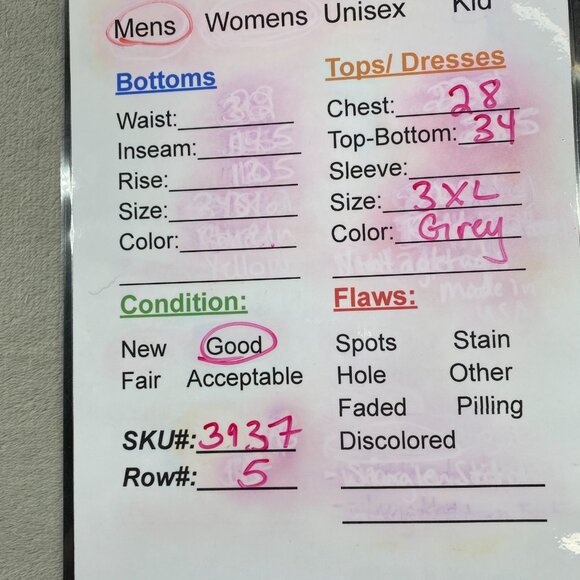 Mens Womens Unisex Kid
Bottoms
Waist:
Inseam:
Rise:
Size:
Color:
Tops/ Dresses
Chest: 28
Top-Bottom: 34
Sleeve:
Size: 3XL
Color: Grey
Condition:
New Good
Fair Acceptable
Flaws:
Spots Stain
Hole Other
Faded Pilling
Discolored
SKU#: 3937
Row#: 5